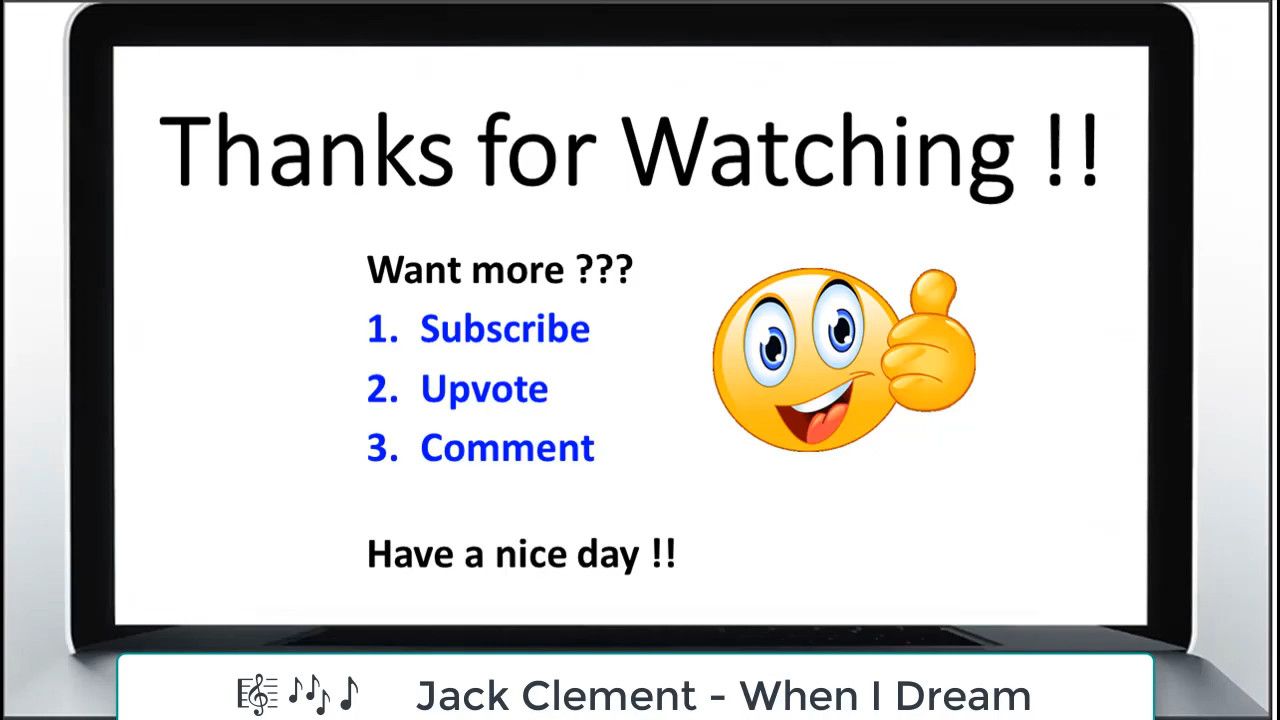 Thanks for Watching !!
Want more ???
1. Subscribe
2. Upvote
3. Comment
Have a nice day !!
Jack Clement - When I Dream